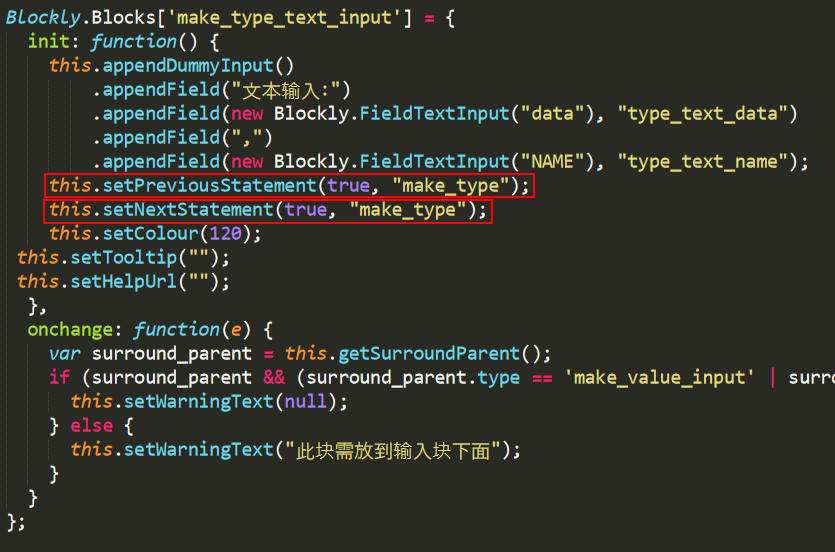 Blockly.Blocks['make_type_text_input'] = {
  init: function() {
    this.appendDummyInput()
        .appendField("文本输入:")
        .appendField(new Blockly.FieldTextInput("data"), "type_text_data")
        .appendField(",")
        .appendField(new Blockly.FieldTextInput("NAME"), "type_text_name");
    this.setPreviousStatement(true, "make_type");
    this.setNextStatement(true, "make_type");
    this.setColour(120);
 this.setTooltip("");
 this.setHelpUrl("");
  },
  onchange: function(e) {
    var surround_parent = this.getSurroundParent();
    if (surround_parent && (surround_parent.type == 'make_value_input' | surro
      this.setWarningText(null);
    } else {
      this.setWarningText("此块需放到输入块下面");
    }
  }
};